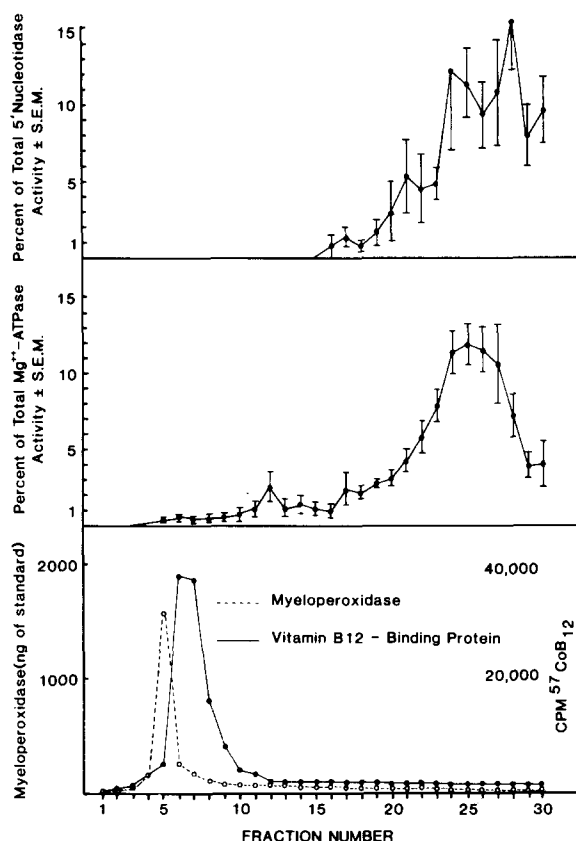 Percent of Total 5'Nucleotidase
Activity ± S.E.M.
15
10
5
1
Percent of Total Mg⁺⁺-ATPase
Activity ± S.E.M.
15
10
5
1
Myeloperoxidase(ng of standard)
2000
1000
40,000
20,000
CPM ⁵⁷CoB₁₂
Myeloperoxidase
Vitamin B12 - Binding Protein
1 5 10 15 20 25 30
FRACTION NUMBER